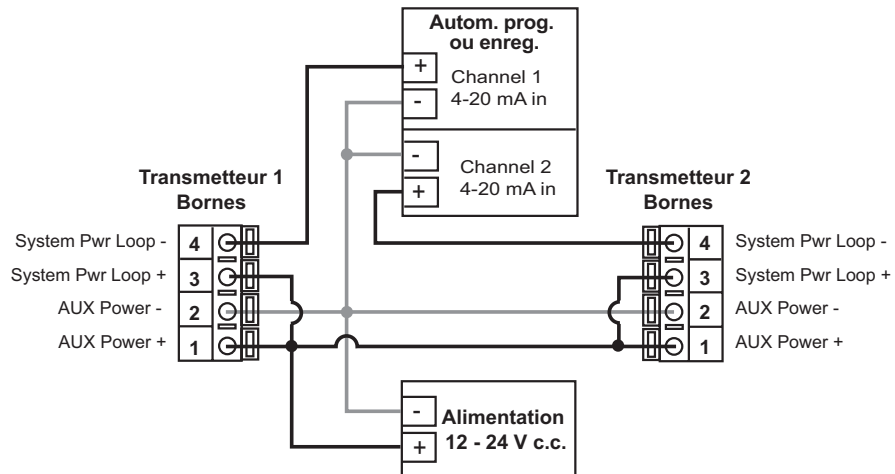 Autom. prog.
ou enreg.
+
Channel 1
4-20 mA in
-
-
Channel 2
4-20 mA in
+
Transmetteur 1
Bornes
System Pwr Loop -
4
System Pwr Loop +
3
AUX Power -
2
AUX Power +
1
Transmetteur 2
Bornes
4
System Pwr Loop -
3
System Pwr Loop +
2
AUX Power -
1
AUX Power +
-
Alimentation
+
12 - 24 V c.c.